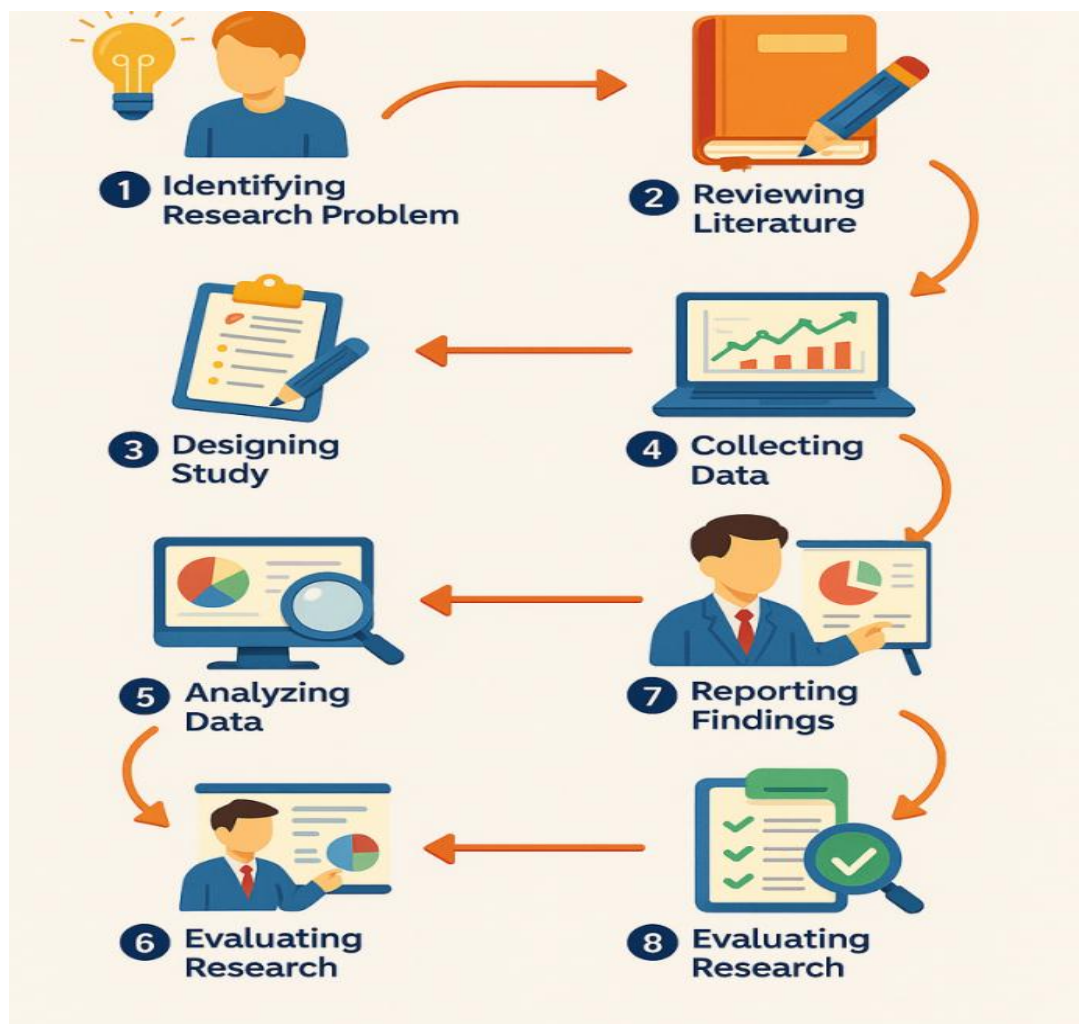 1 Identifying
Research Problem
2 Reviewing
Literature
3 Designing
Study
4 Collecting
Data
5 Analyzing
Data
7 Reporting
Findings
6 Evaluating
Research
8 Evaluating
Research